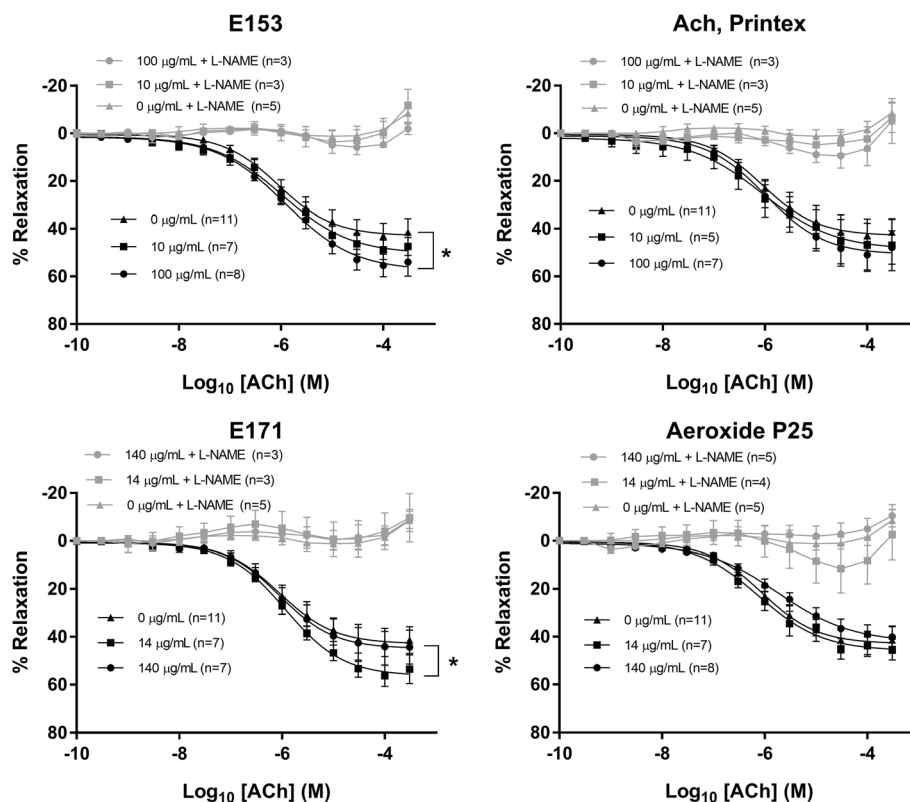 E153
100 µg/mL + L-NAME (n=3)
10 µg/mL + L-NAME (n=3)
0 µg/mL + L-NAME (n=5)
-20
0
20
40
60
80
% Relaxation
0 µg/mL (n=11)
10 µg/mL (n=7)
100 µg/mL (n=8)
*
-10
-8
-6
-4
Log10 [ACh] (M)
Ach, Printex
100 µg/mL + L-NAME (n=3)
10 µg/mL + L-NAME (n=3)
0 µg/mL + L-NAME (n=5)
-20
0
20
40
60
80
% Relaxation
0 µg/mL (n=11)
10 µg/mL (n=5)
100 µg/mL (n=7)
-10
-8
-6
-4
Log10 [ACh] (M)
E171
140 µg/mL + L-NAME (n=3)
14 µg/mL + L-NAME (n=3)
0 µg/mL + L-NAME (n=5)
-20
0
20
40
60
80
% Relaxation
0 µg/mL (n=11)
14 µg/mL (n=7)
140 µg/mL (n=7)
*
-10
-8
-6
-4
Log10 [ACh] (M)
Aeroxide P25
140 µg/mL + L-NAME (n=5)
14 µg/mL + L-NAME (n=4)
0 µg/mL + L-NAME (n=5)
-20
0
20
40
60
80
% Relaxation
0 µg/mL (n=11)
14 µg/mL (n=7)
140 µg/mL (n=8)
-10
-8
-6
-4
Log10 [ACh] (M)